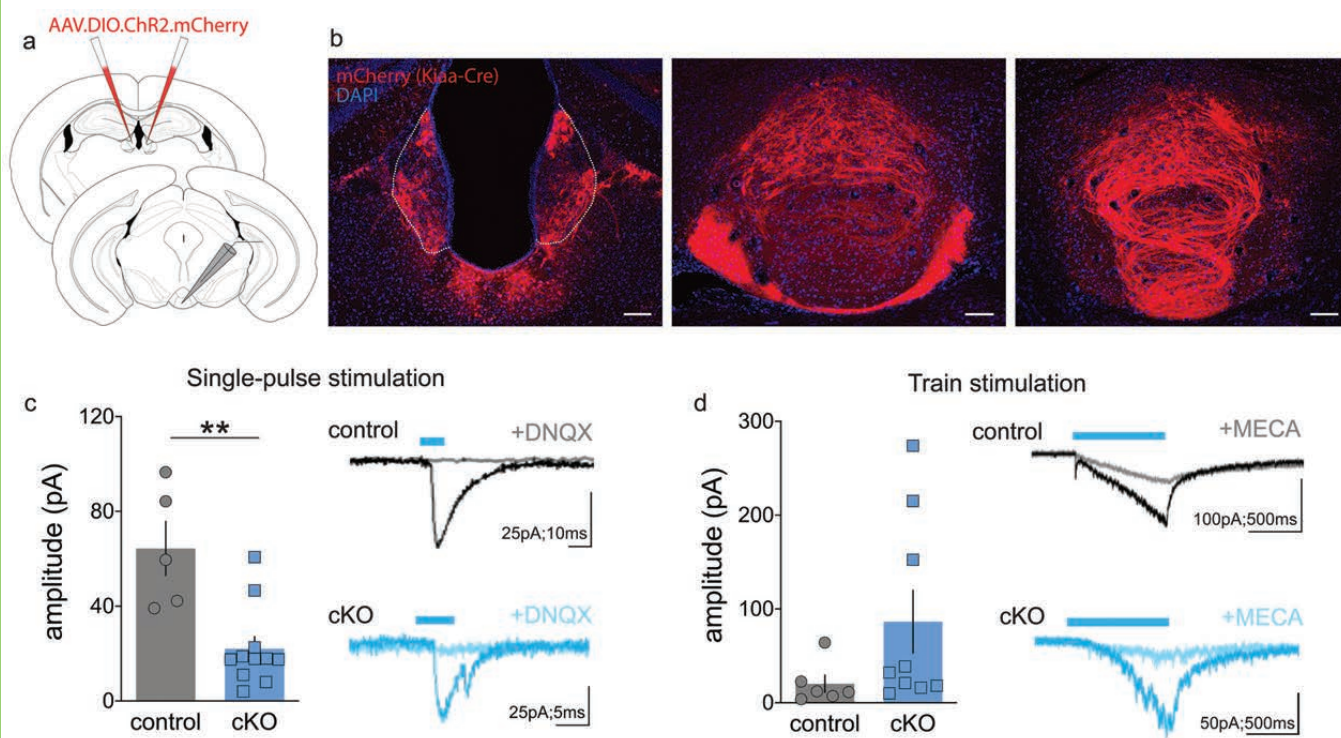 AAV.DIO.ChR2.mCherry
a
b
mCherry (Kiaa-Cre)
DAPI
Single-pulse stimulation
c
120
80
40
0
amplitude (pA)
**
control
cKO
control
+DNQX
25pA;10ms
cKO
+DNQX
25pA;5ms
Train stimulation
d
300
200
100
0
amplitude (pA)
control
cKO
control
+MECA
100pA;500ms
cKO
+MECA
50pA;500ms